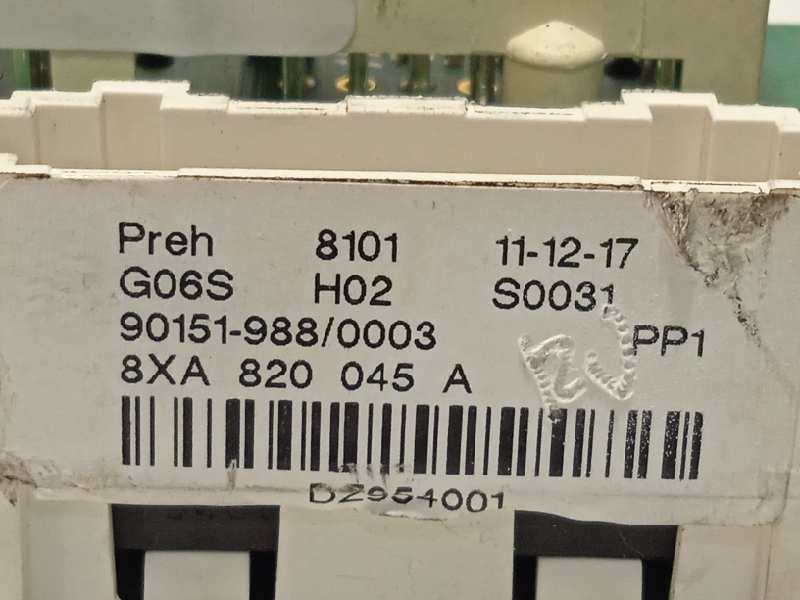 Preh 8101 11-12-17
G06S H02 S0031
90151-988/0003 PP1
8XA 820 045 A
DZ954001